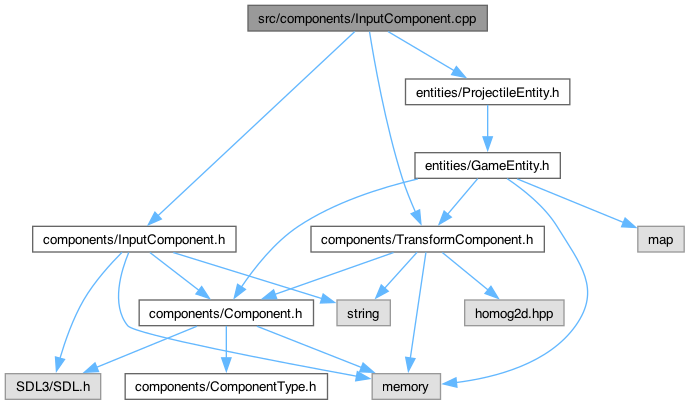 src/components/InputComponent.cpp
entities/ProjectileEntity.h
entities/GameEntity.h
components/InputComponent.h
components/TransformComponent.h
map
components/Component.h
string
homog2d.hpp
SDL3/SDL.h
components/ComponentType.h
memory